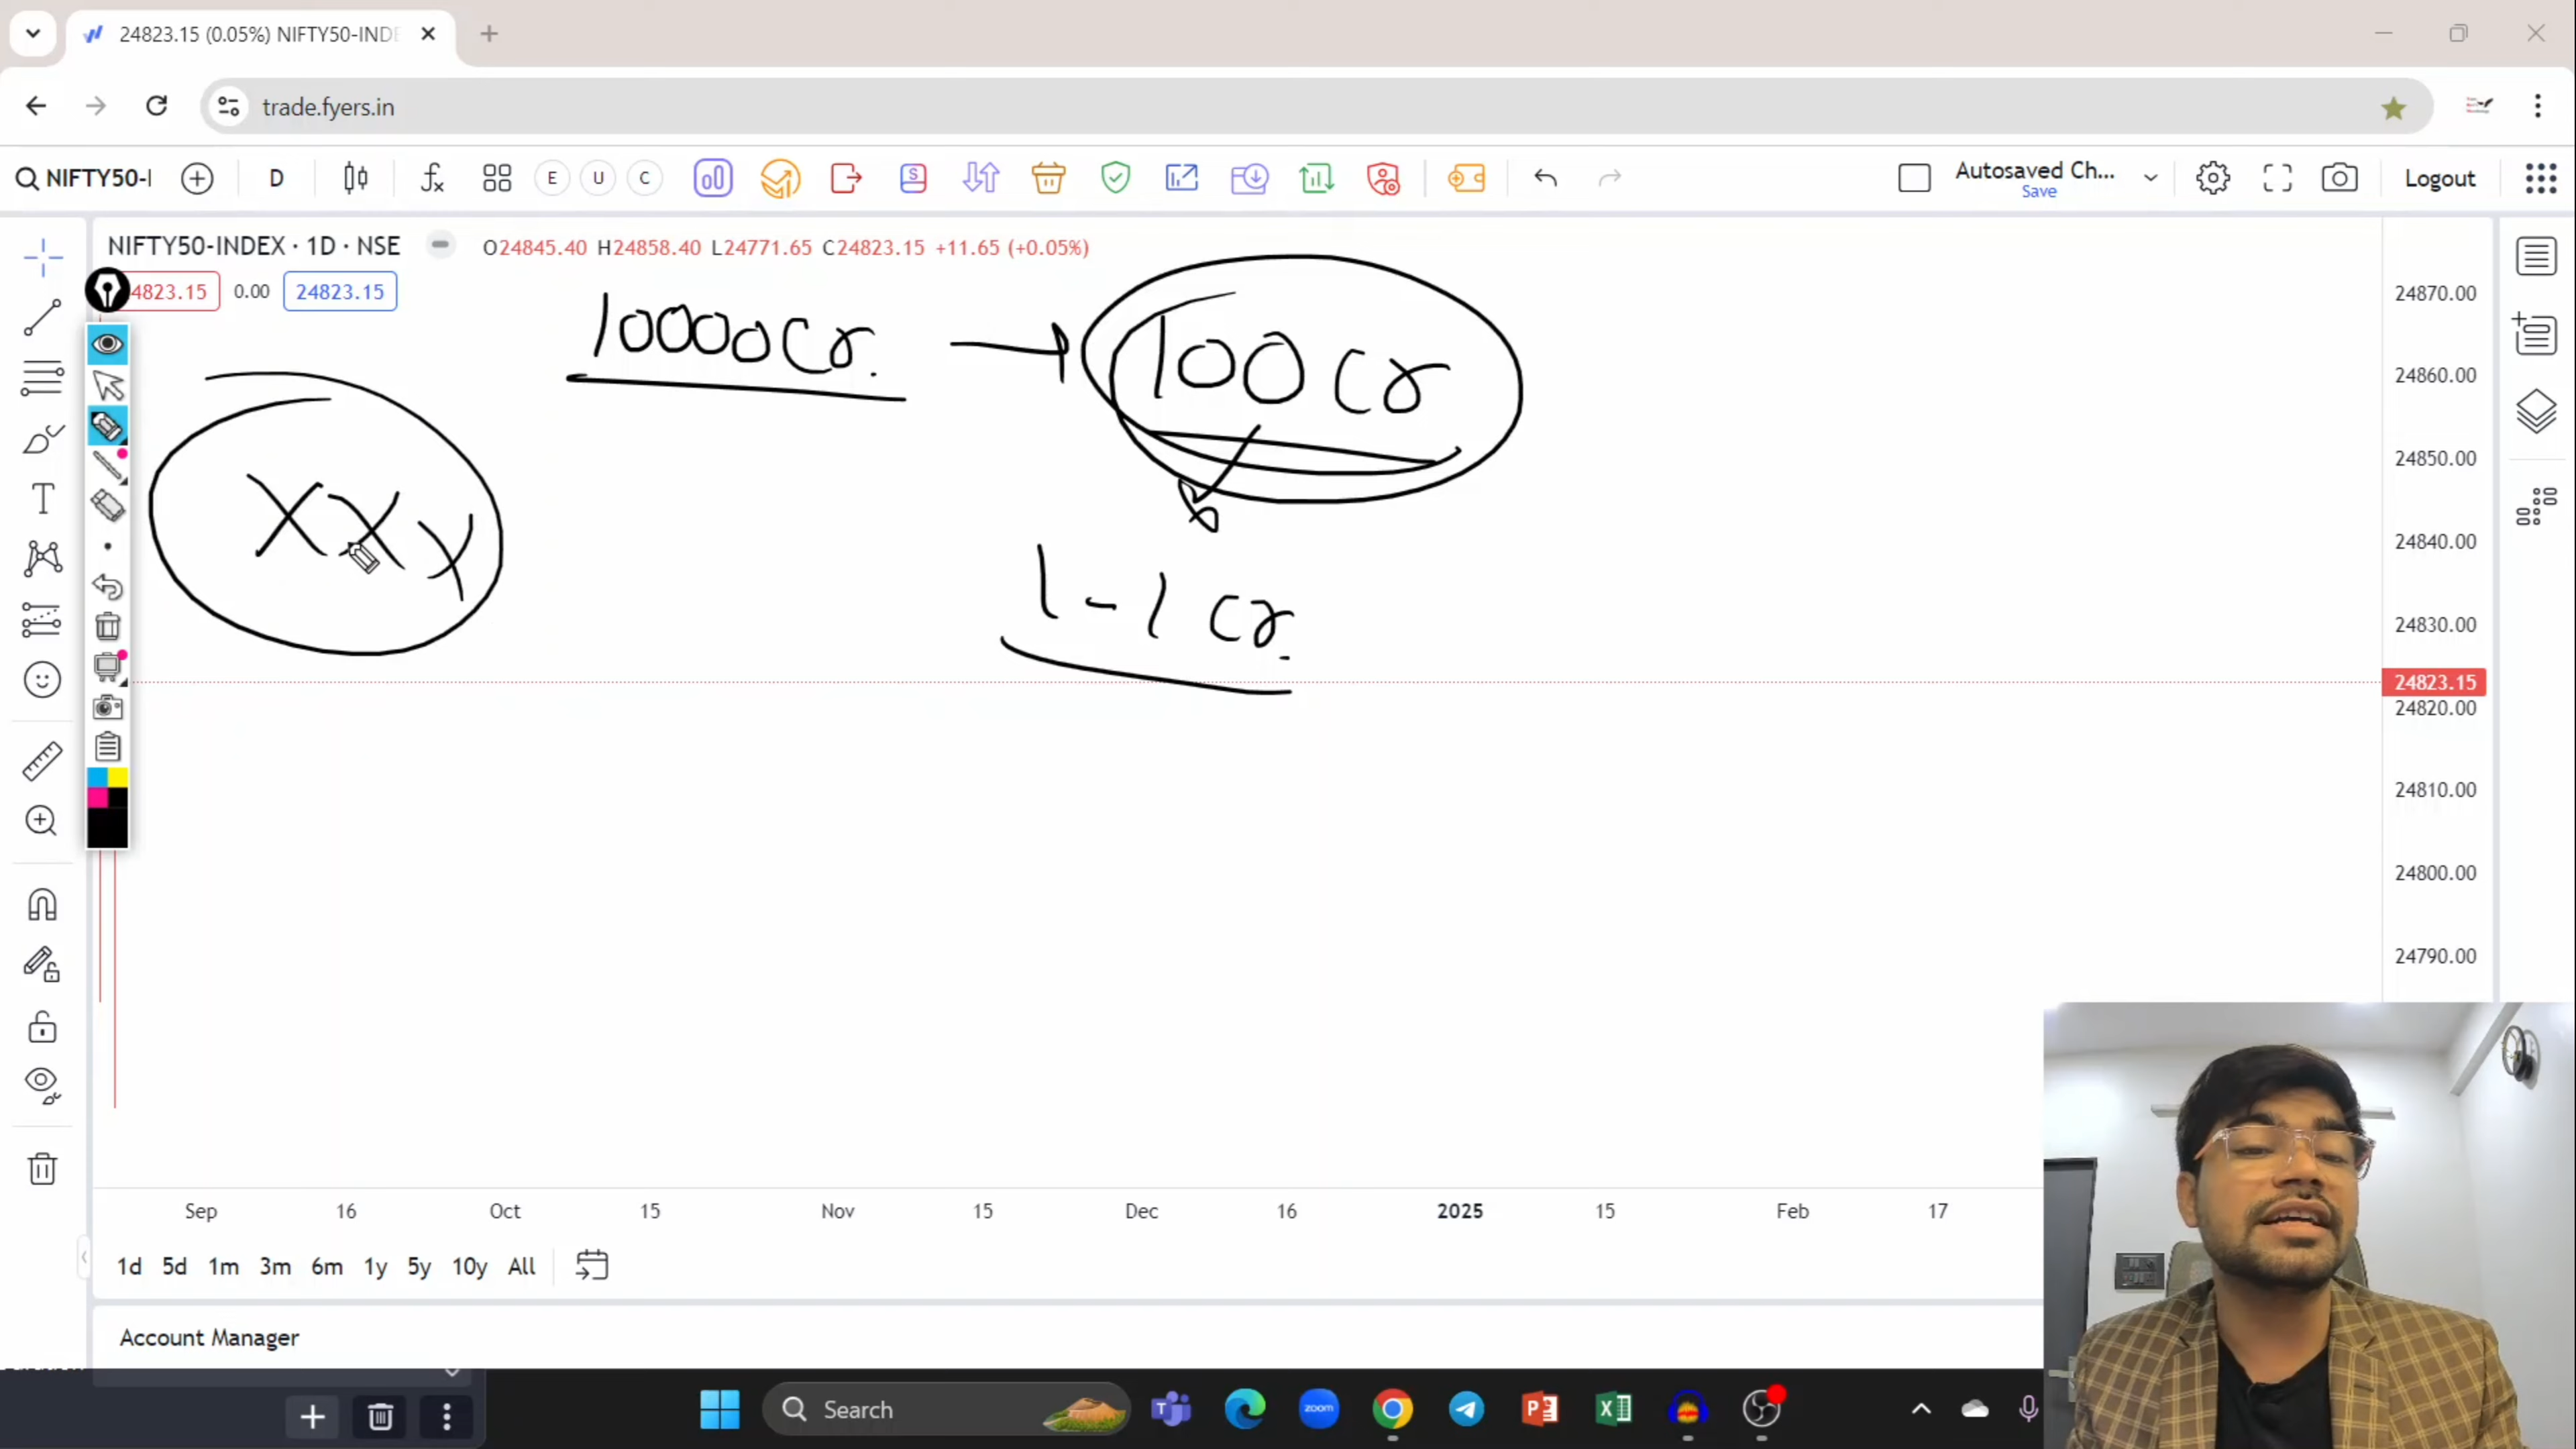 24823.15 (0.05%) NIFTY50-INDE
trade.fyers.in
NIFTY50-I
D
E
U
C
S
Autosaved Ch...
Save
Logout
NIFTY50-INDEX · 1D · NSE
O24845.40 H24858.40 L24771.65 C24823.15 +11.65 (+0.05%)
4823.15
0.00
24823.15
10000Cr.
100 Cr
XXY
1-1 Cr.
24870.00
24860.00
24850.00
24840.00
24830.00
24823.15
24820.00
24810.00
24800.00
24790.00
Sep 16 Oct 15 Nov 15 Dec 16 2025 15 Feb 17
1d 5d 1m 3m 6m 1y 5y 10y All
Account Manager
Search
zoom